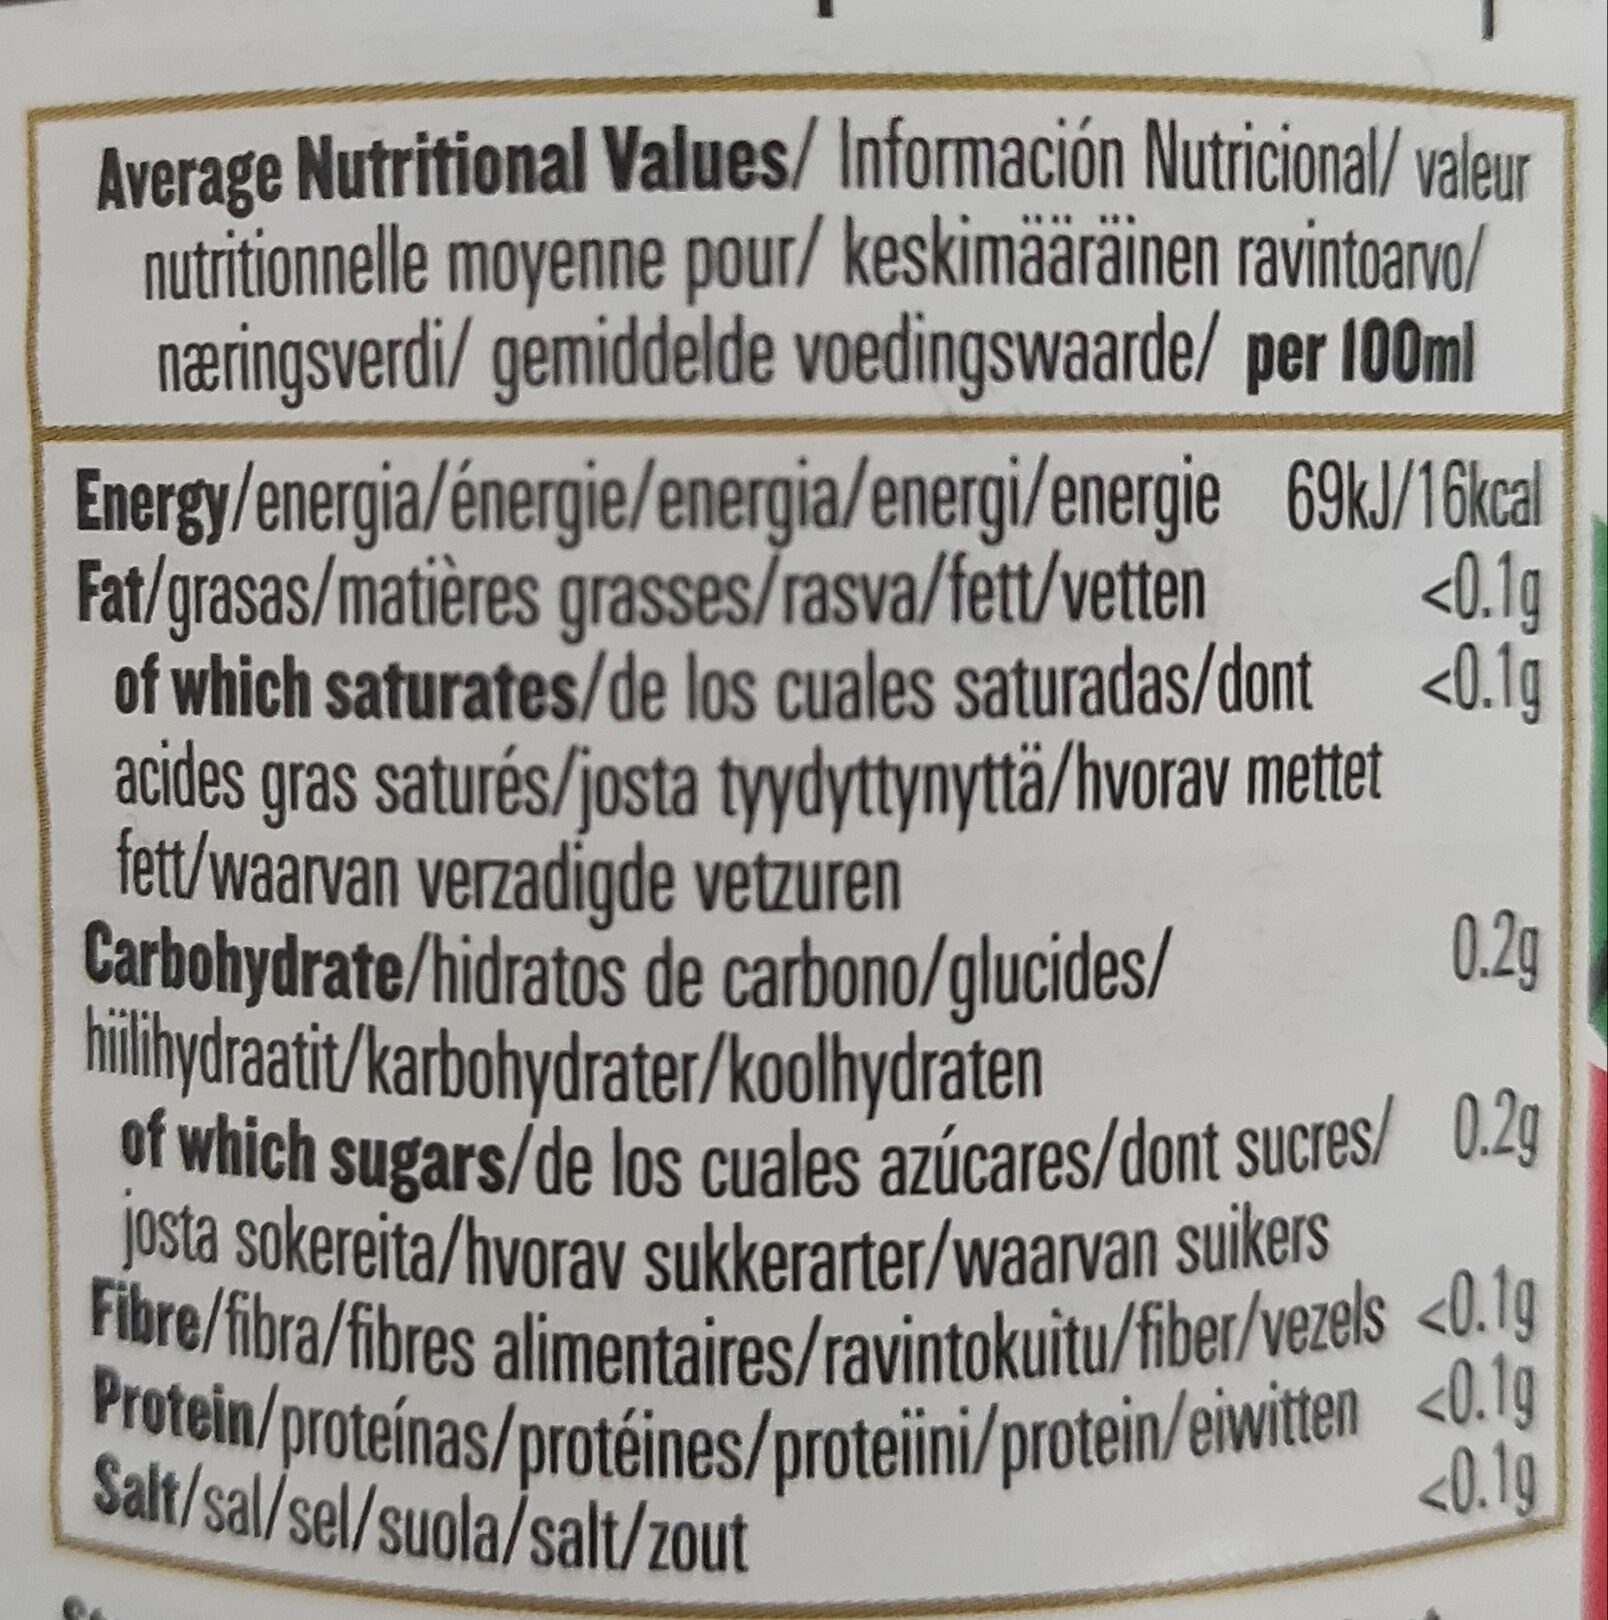 Average Nutritional Values/ Información Nutricional/ valeur
nutritionnelle moyenne pour/ keskimääräinen ravintoarvo/
næringsverdi/ gemiddelde voedingswaarde/ per 100ml
Energy/energia/énergie/energia/energi/energie 69kJ/16kcal
Fat/grasas/matières grasses/rasva/fett/vetten <0.1g
of which saturates/de los cuales saturadas/dont <0.1g
acides gras saturés/josta tyydyttynyttä/hvorav mettet
fett/waarvan verzadigde vetzuren
Carbohydrate/hidratos de carbono/glucides/ 0.2g
hiilihydraatit/karbohydrater/koolhydraten
of which sugars/de los cuales azúcares/dont sucres/ 0.2g
josta sokereita/hvorav sukkerarter/waarvan suikers
Fibre/fibra/fibres alimentaires/ravintokuitu/fiber/vezels <0.1g
Protein/proteínas/protéines/proteiini/protein/eiwitten <0.1g
Salt/sal/sel/suola/salt/zout <0.1g